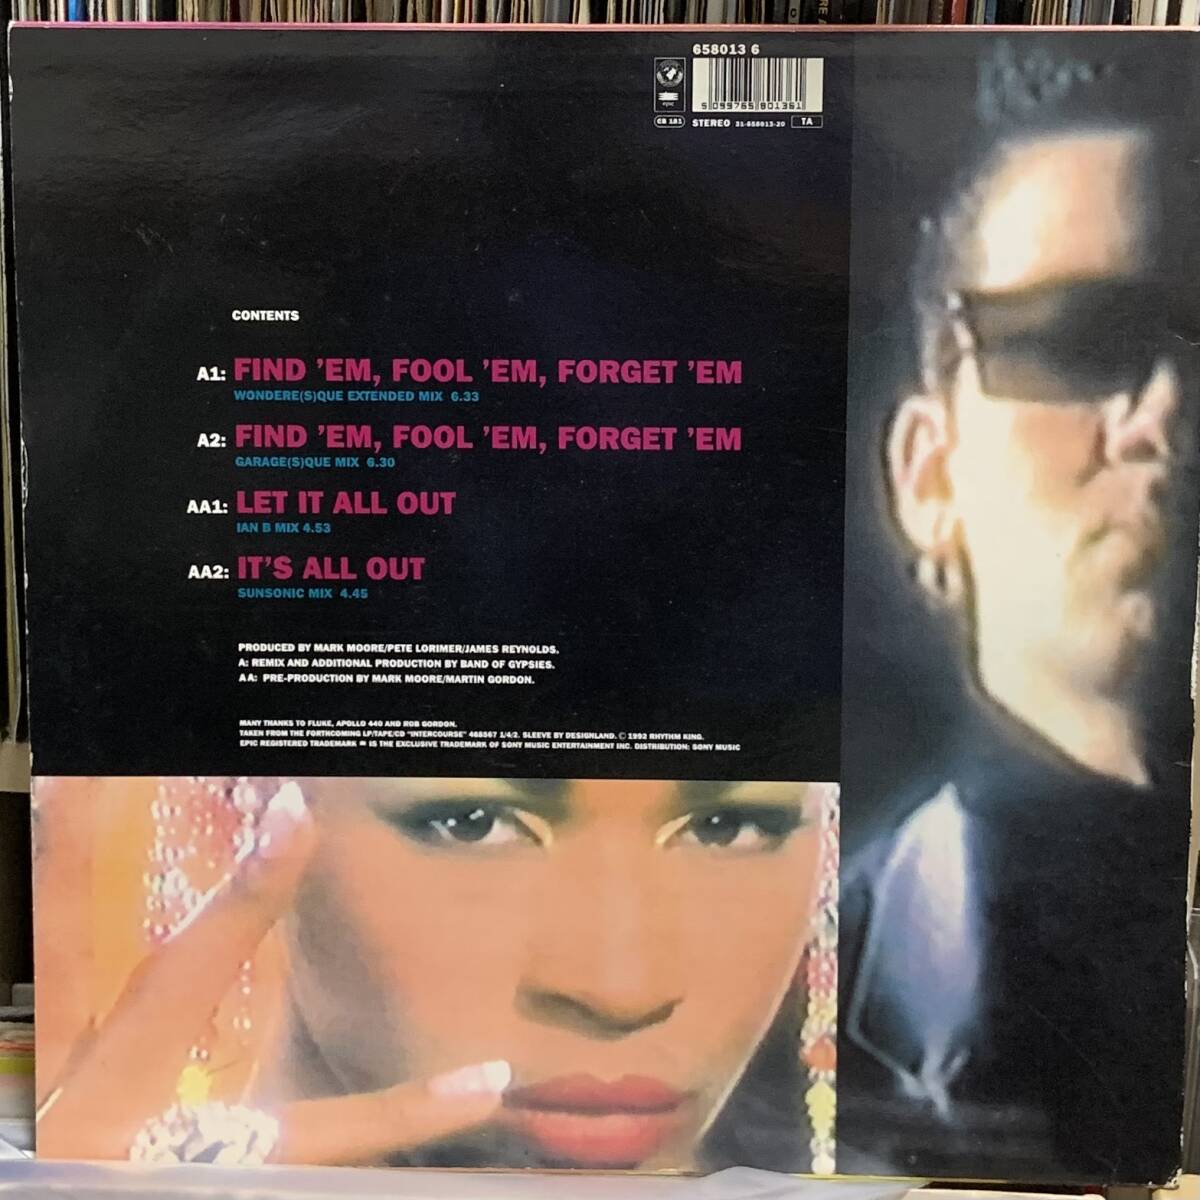 658013 6
epic
5 099765 801361
CB 181
STEREO 31-658013-20 TA
CONTENTS
A1: FIND 'EM, FOOL 'EM, FORGET 'EM
WONDERE(S)QUE EXTENDED MIX 6.33
A2: FIND 'EM, FOOL 'EM, FORGET 'EM
GARAGE(S)QUE MIX 6.30
AA1: LET IT ALL OUT
IAN B MIX 4.53
AA2: IT'S ALL OUT
SUNSONIC MIX 4.45
PRODUCED BY MARK MOORE/PETE LORIMER/JAMES REYNOLDS.
A: REMIX AND ADDITIONAL PRODUCTION BY BAND OF GYPSIES.
AA: PRE-PRODUCTION BY MARK MOORE/MARTIN GORDON.
MANY THANKS TO FLUKE, APOLLO 440 AND ROB GORDON.
TAKEN FROM THE FORTHCOMING LP/TAPE/CD "INTERCOURSE" 468567 1/4/2. SLEEVE BY DESIGNLAND. © 1992 RHYTHM KING.
EPIC REGISTERED TRADEMARK IS THE EXCLUSIVE TRADEMARK OF SONY MUSIC ENTERTAINMENT INC. DISTRIBUTION: SONY MUSIC